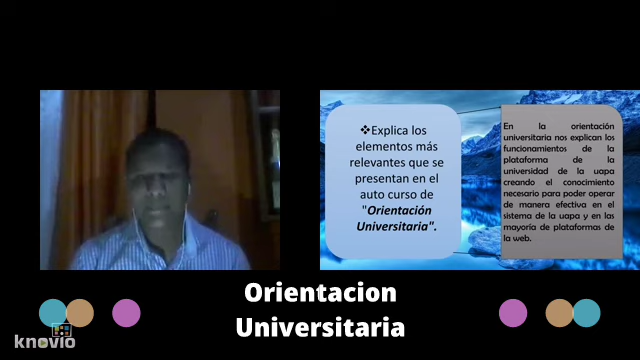 ❖Explica los
elementos más
relevantes que se
presentan en el
auto curso de
"Orientación
Universitaria".
En la orientación
universitaria nos explican los
funcionamientos de la
plataforma de la
universidad de la uapa
creando el conocimiento
necesario para poder operar
de manera efectiva en el
sistema de la uapa y en las
mayoría de plataformas de
la web.
Orientacion
Universitaria
knovio